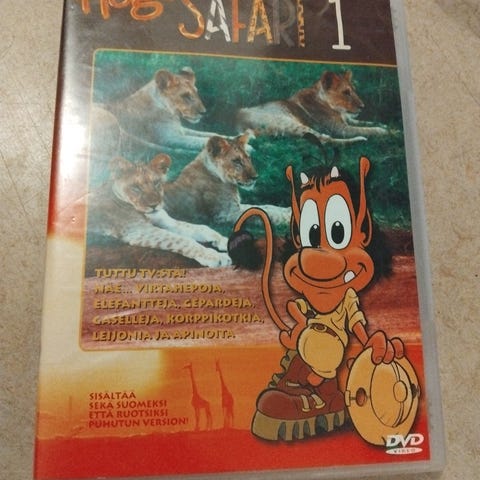 Hugo
SAFARI 1
TUTTU TV:STÄ!
NÄE... VIRTAHEPOJA,
ELEFANTTEJA, GEPARDEJA,
GASELLEJA, KORPPIKOTKIA,
LEIJONIA JA APINOITA
SISÄLTÄÄ
SEKÄ SUOMEKSI
ETTÄ RUOTSIKSI
PUHUTUN VERSION!
DVD
VIDEO